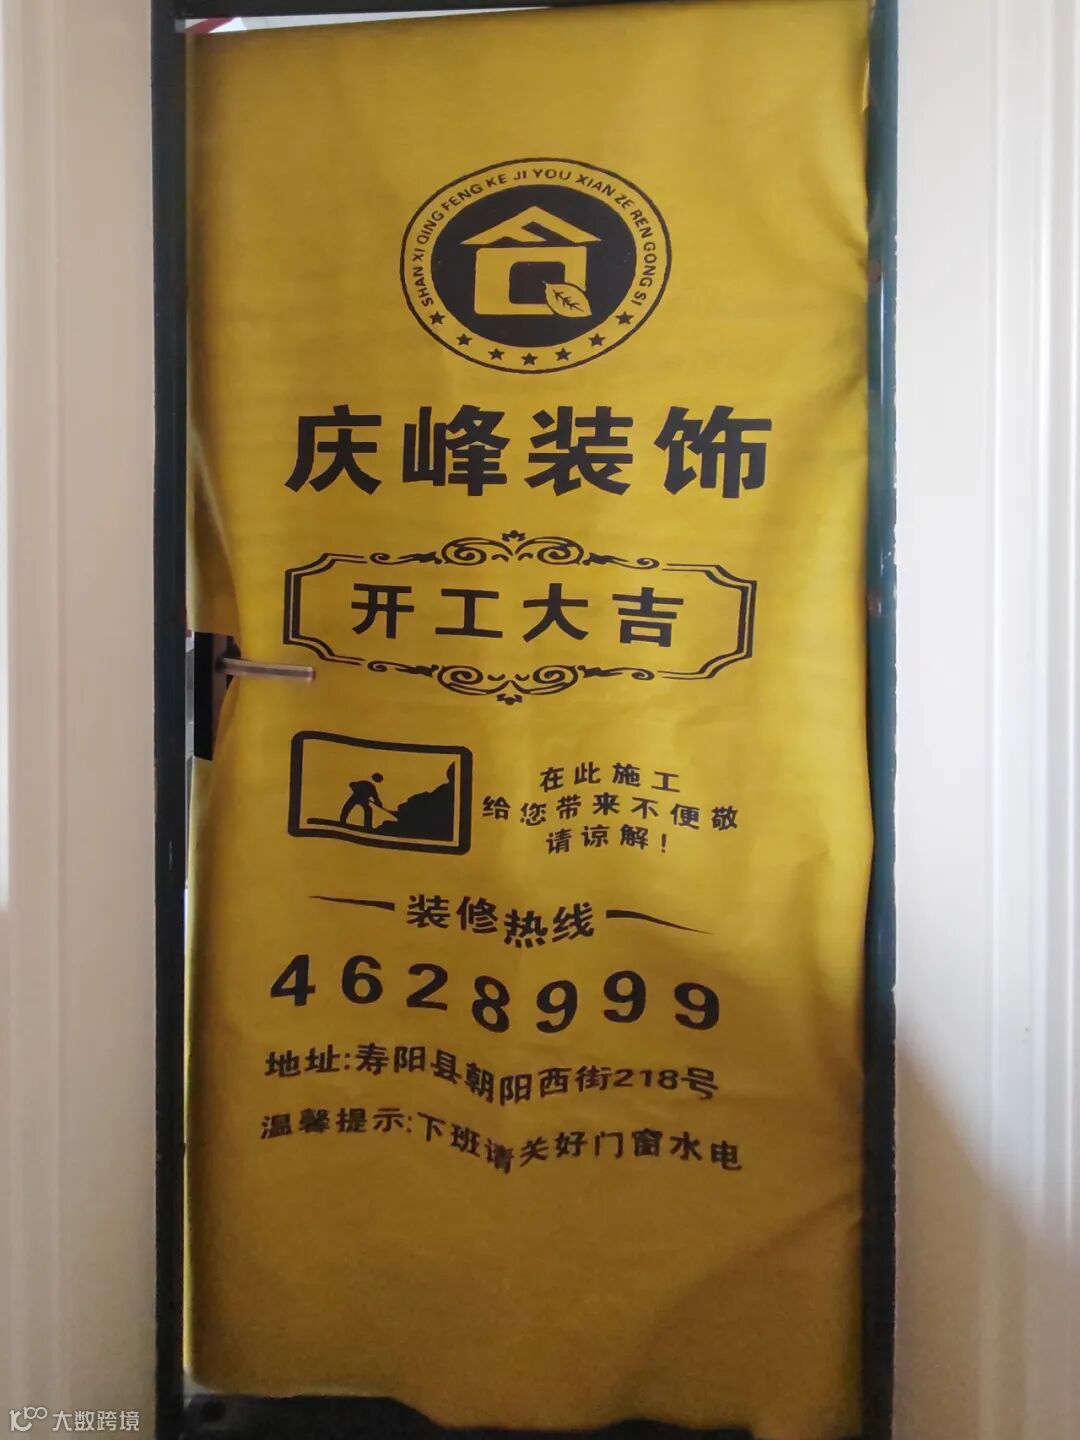 SHAN XI QING FENG KE JI YOU XIAN ZE REN GONG SI
庆峰装饰
开工大吉
在此施工
给您带来不便敬
请谅解！
装修热线
4628999
地址:寿阳县朝阳西街218号
温馨提示:下班请关好门窗水电
大数跨境